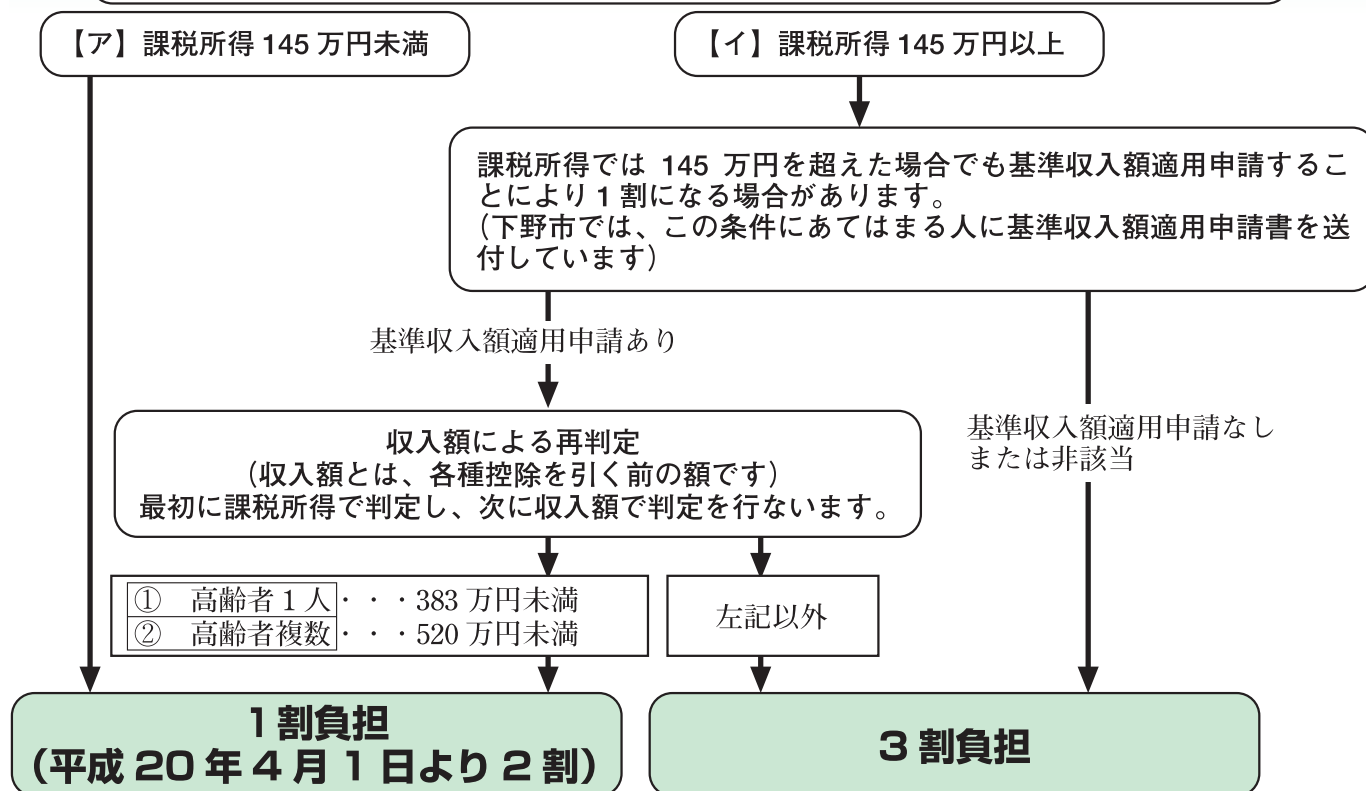 【ア】課税所得 145 万円未満
【イ】課税所得 145 万円以上
課税所得では 145 万円を超えた場合でも基準収入額適用申請するこ
とにより 1 割になる場合があります。
(下野市では、この条件にあてはまる人に基準収入額適用申請書を送
付しています)
基準収入額適用申請あり
基準収入額適用申請なし
または非該当
収入額による再判定
(収入額とは、各種控除を引く前の額です)
最初に課税所得で判定し、次に収入額で判定を行ないます。
① 高齢者 1 人・・・383 万円未満
② 高齢者複数・・・520 万円未満
左記以外
1 割負担
(平成 20 年 4 月 1 日より 2 割)
3 割負担